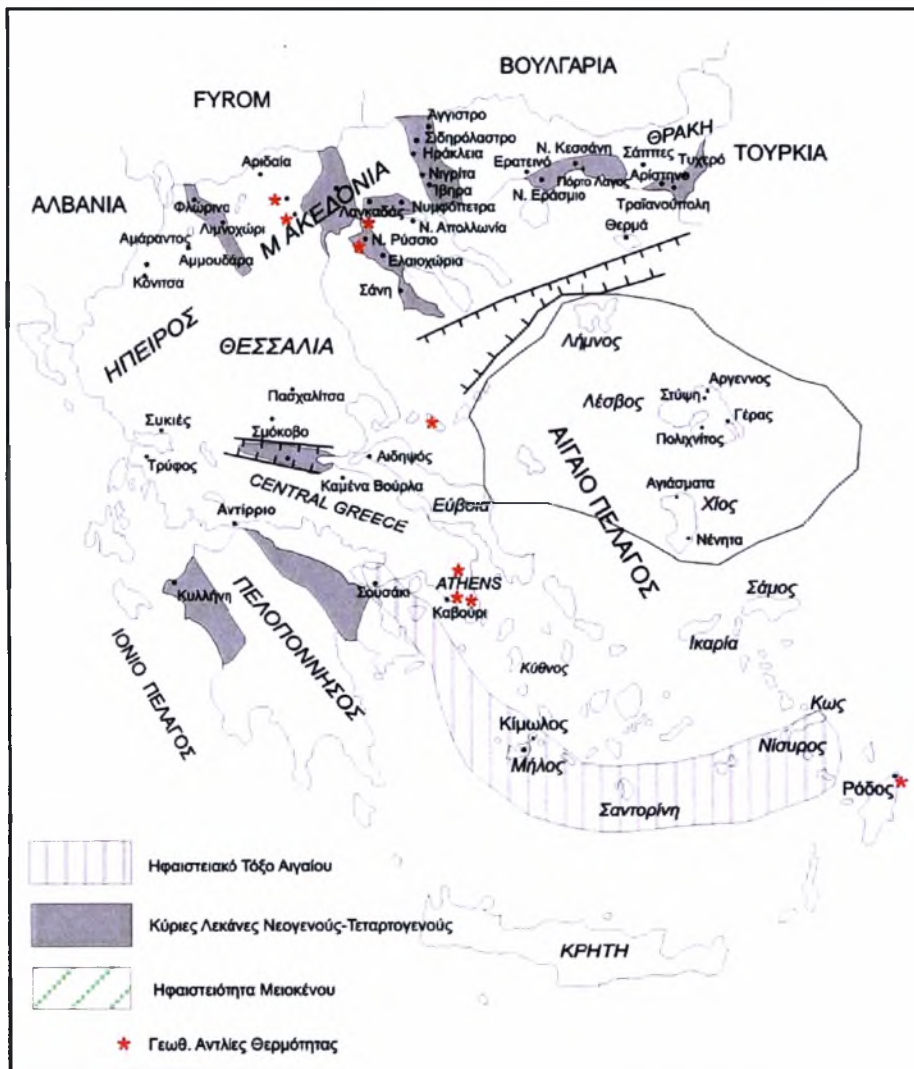 ΒΟΥΛΓΑΡΙΑ
FYROM
Άγγιστρο
Σιδηρόλαστρο
Ηράκλεια
Νιγρίτα
Ίβηρα
ΘΡΑΚΗ
Ν. Κεσσάνη
Σάππες
Τυχερό
ΤΟΥΡΚΙΑ
Ερατεινό
Πόρτο Λάγος
Αρίστηνο
Ν. Εράσμιο
Τραϊανούπολη
Θερμά
Αριδαία
ΑΛΒΑΝΙΑ
Φλώρινα
Λιμνοχώρι
ΜΑΚΕΔΟΝΙΑ
Λαγκαδάς
Νυμφόπετρα
Ν. Απολλωνία
Αμάραντος
Αμμουδάρα
Ν. Ρύσσιο
Ελαιοχώρια
Κόνιτσα
Σάνη
ΗΠΕΙΡΟΣ
ΘΕΣΣΑΛΙΑ
Λήμνος
Πασχαλίτσα
Αργεννος
Λέσβος
Στύψη
Γέρας
Πολιχνίτος
Συκιές
Σμόκοβο
Τρύφος
Αιδηψός
Καμένα Βούρλα
CENTRAL GREECE
Εύβοια
ΑΙΓΑΙΟ ΠΕΛΑΓΟΣ
Αγιάσματα
Χίος
Νένητα
Αντίρριο
ATHENS
Σουσάκι
Καβούρι
Κυλλήνη
ΠΕΛΟΠΟΝΝΗΣΟΣ
ΙΟΝΙΟ ΠΕΛΑΓΟΣ
Σάμος
Ικαρία
Κύθνος
Κως
Κίμωλος
Μήλος
Νίσυρος
Σαντορίνη
Ρόδος
ΚΡΗΤΗ
Ηφαιστειακό Τόξο Αιγαίου
Κύριες Λεκάνες Νεογενούς-Τεταρτογενούς
Ηφαιστειότητα Μειοκένου
* Γεωθ. Αντλίες Θερμότητας